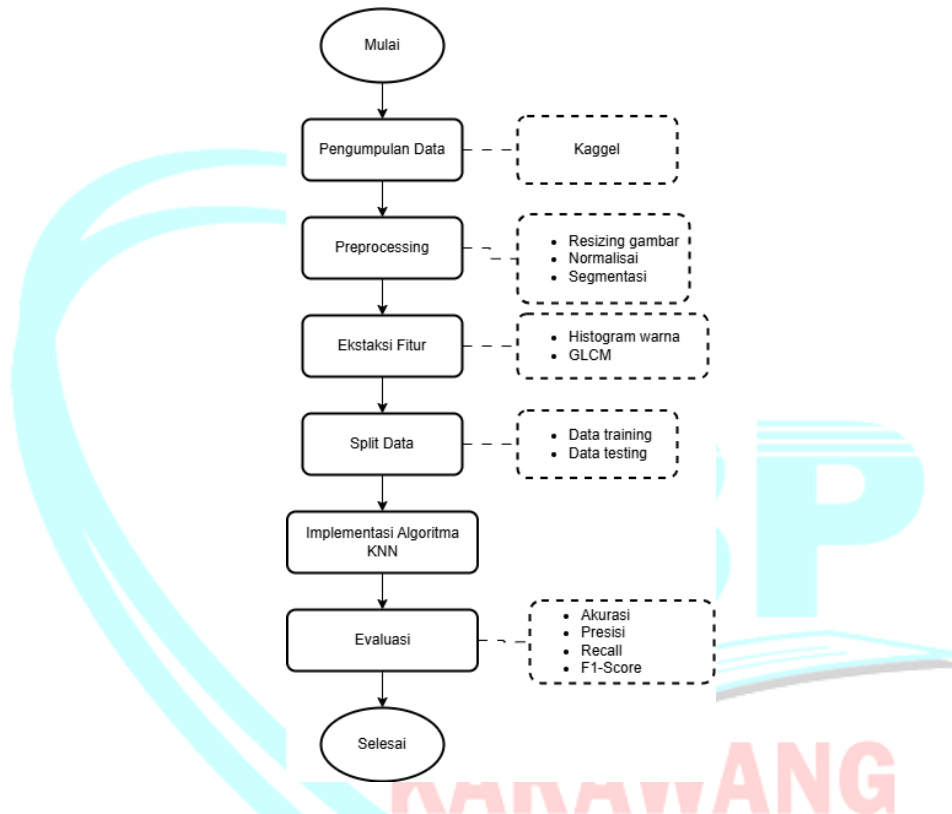 Mulai
Pengumpulan Data
Kaggel
Preprocessing
• Resizing gambar
• Normalisai
• Segmentasi
Ekstaksi Fitur
• Histogram warna
• GLCM
Split Data
• Data training
• Data testing
Implementasi Algoritma
KNN
Evaluasi
• Akurasi
• Presisi
• Recall
• F1-Score
Selesai
BP
KARAWANG